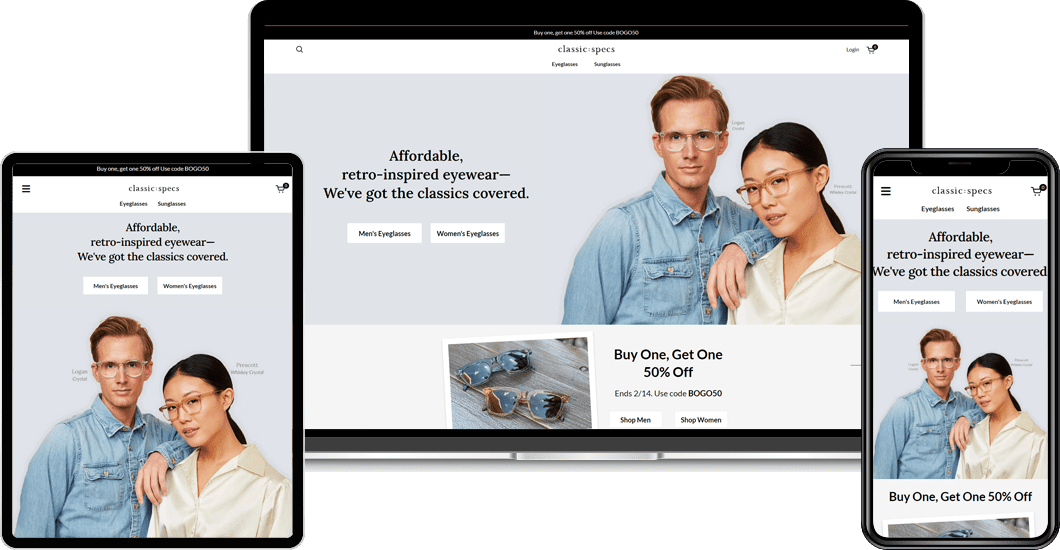 Buy one, get one 50% off Use code BOGO50
classic:specs
Login
0
Eyeglasses Sunglasses
Affordable,
retro-inspired eyewear—
We've got the classics covered.
Men's Eyeglasses Women's Eyeglasses
Logan
Crystal
Prescott
Whiskey Crystal
Buy One, Get One
50% Off
Ends 2/14. Use code BOGO50
Shop Men Shop Women
Buy one, get one 50% off Use code BOGO50
classic:specs
0
Eyeglasses Sunglasses
Affordable,
retro-inspired eyewear—
We've got the classics covered.
Men's Eyeglasses Women's Eyeglasses
Logan
Crystal
Prescott
Whiskey Crystal
classic:specs
0
Eyeglasses Sunglasses
Affordable,
retro-inspired eyewear—
We've got the classics covered.
Men's Eyeglasses Women's Eyeglasses
Buy One, Get One 50% Off